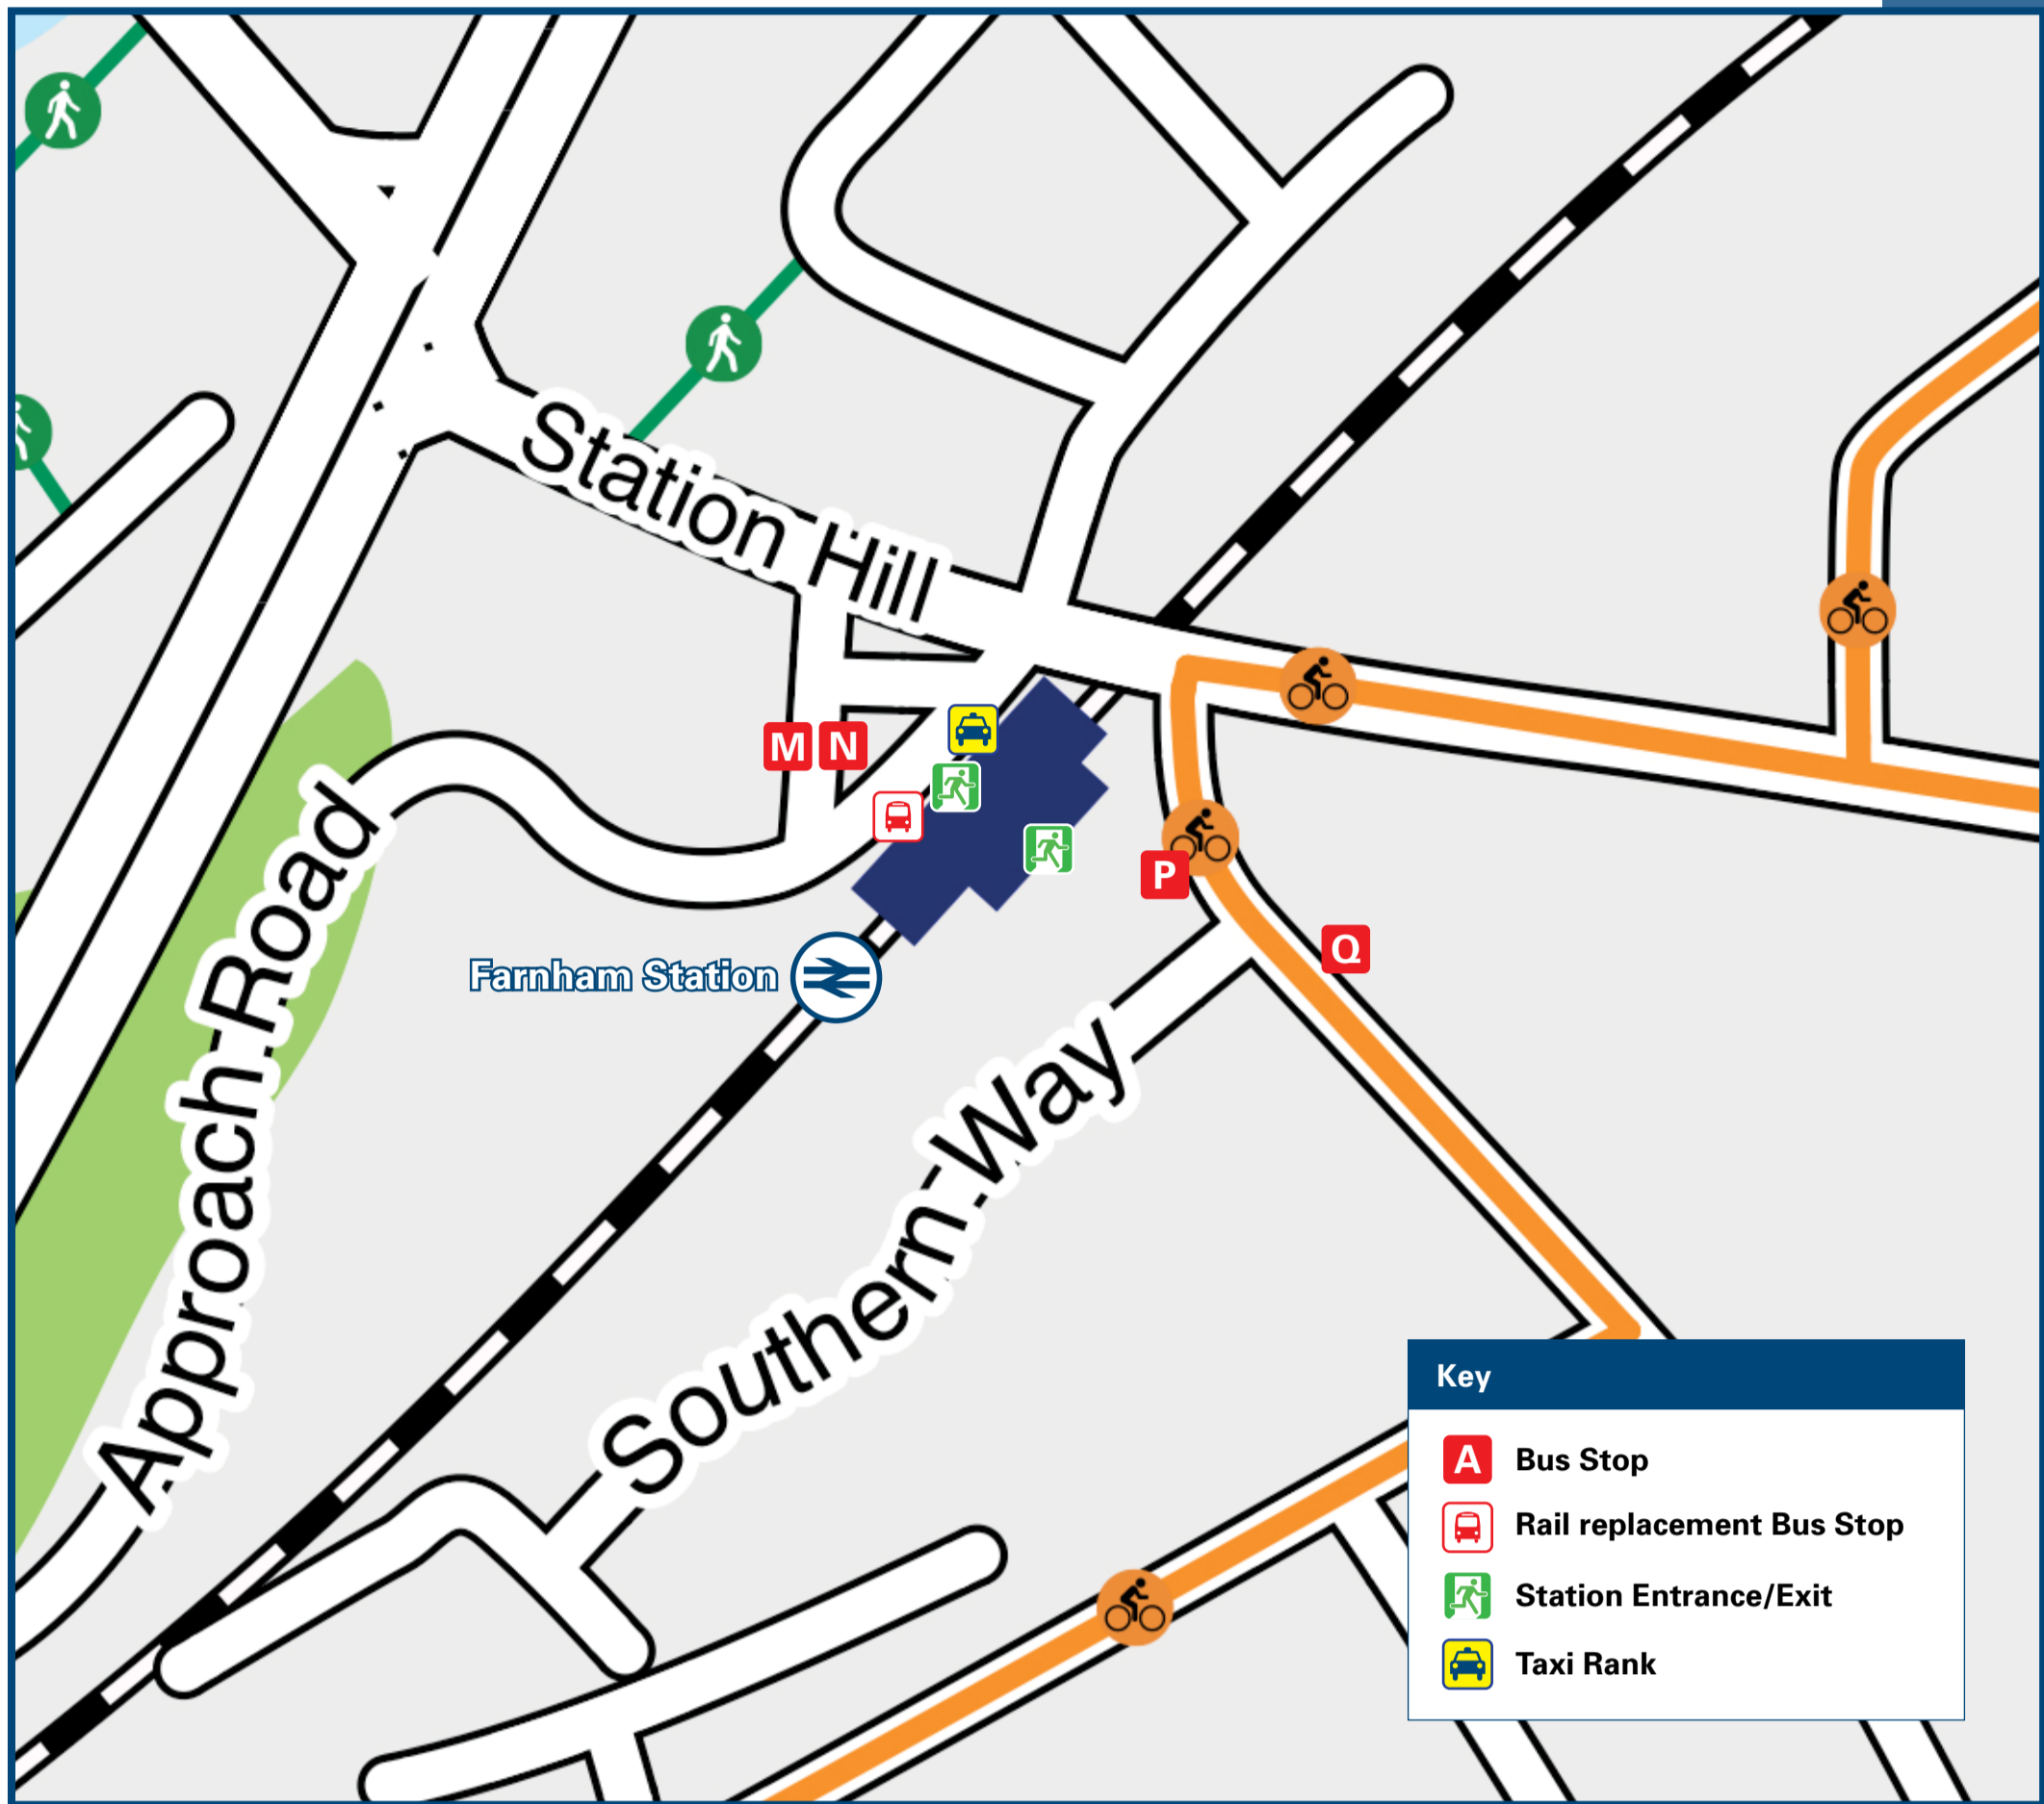 Station Hill
M
N
P
Q
Farnham Station
Approach Road
Southern Way
Key
A Bus Stop
Rail replacement Bus Stop
Station Entrance/Exit
Taxi Rank